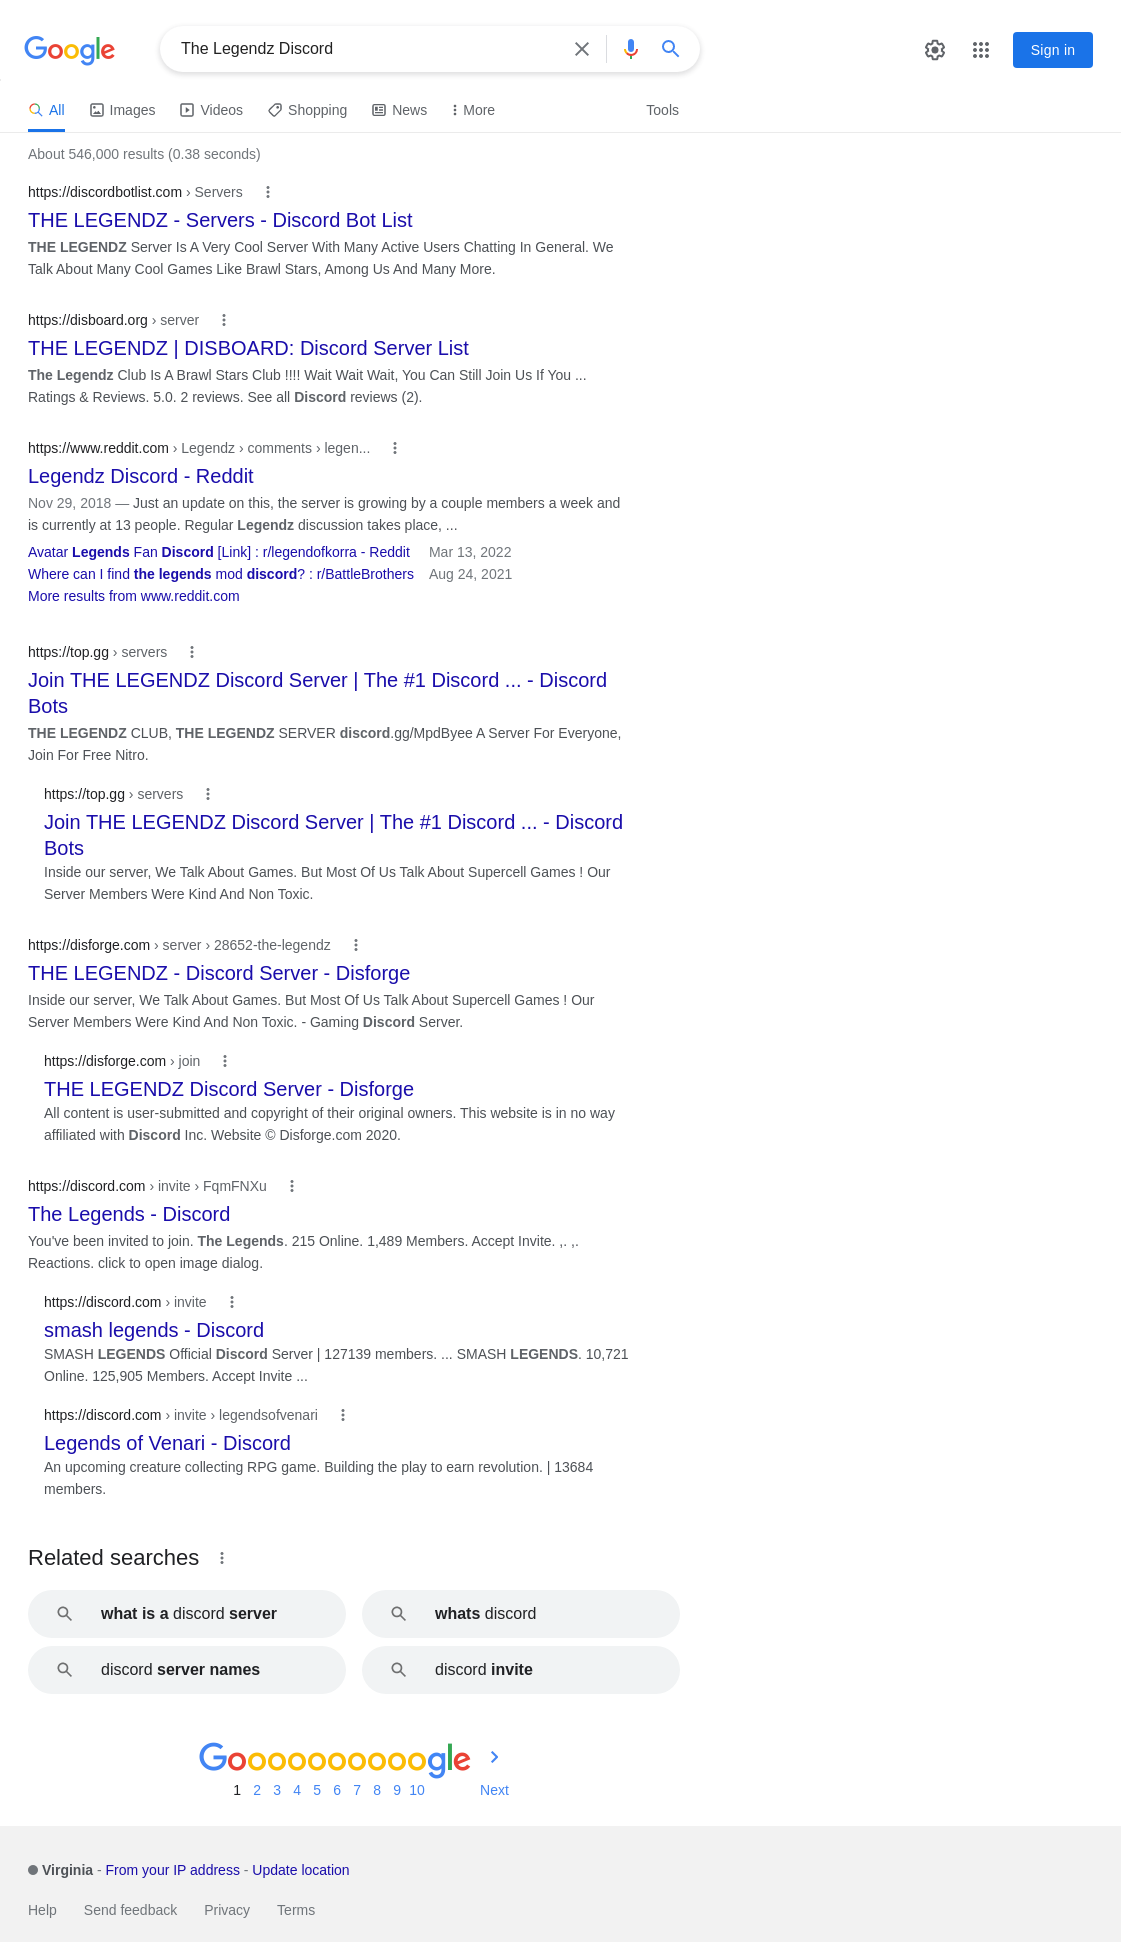 Google
The Legendz Discord
Sign in
All
Images
Videos
Shopping
News
More
Tools
About 546,000 results (0.38 seconds)
https://discordbotlist.com › Servers
THE LEGENDZ - Servers - Discord Bot List
THE LEGENDZ Server Is A Very Cool Server With Many Active Users Chatting In General. We
Talk About Many Cool Games Like Brawl Stars, Among Us And Many More.
https://disboard.org › server
THE LEGENDZ | DISBOARD: Discord Server List
The Legendz Club Is A Brawl Stars Club !!!! Wait Wait Wait, You Can Still Join Us If You ...
Ratings & Reviews. 5.0. 2 reviews. See all Discord reviews (2).
https://www.reddit.com › Legendz › comments › legen...
Legendz Discord - Reddit
Nov 29, 2018 — Just an update on this, the server is growing by a couple members a week and
is currently at 13 people. Regular Legendz discussion takes place, ...
Avatar Legends Fan Discord [Link] : r/legendofkorra - Reddit Mar 13, 2022
Where can I find the legends mod discord? : r/BattleBrothers Aug 24, 2021
More results from www.reddit.com
https://top.gg › servers
Join THE LEGENDZ Discord Server | The #1 Discord ... - Discord
Bots
THE LEGENDZ CLUB, THE LEGENDZ SERVER discord.gg/MpdByee A Server For Everyone,
Join For Free Nitro.
https://top.gg › servers
Join THE LEGENDZ Discord Server | The #1 Discord ... - Discord
Bots
Inside our server, We Talk About Games. But Most Of Us Talk About Supercell Games ! Our
Server Members Were Kind And Non Toxic.
https://disforge.com › server › 28652-the-legendz
THE LEGENDZ - Discord Server - Disforge
Inside our server, We Talk About Games. But Most Of Us Talk About Supercell Games ! Our
Server Members Were Kind And Non Toxic. - Gaming Discord Server.
https://disforge.com › join
THE LEGENDZ Discord Server - Disforge
All content is user-submitted and copyright of their original owners. This website is in no way
affiliated with Discord Inc. Website © Disforge.com 2020.
https://discord.com › invite › FqmFNXu
The Legends - Discord
You've been invited to join. The Legends. 215 Online. 1,489 Members. Accept Invite. ,. ,.
Reactions. click to open image dialog.
https://discord.com › invite
smash legends - Discord
SMASH LEGENDS Official Discord Server | 127139 members. ... SMASH LEGENDS. 10,721
Online. 125,905 Members. Accept Invite ...
https://discord.com › invite › legendsofvenari
Legends of Venari - Discord
An upcoming creature collecting RPG game. Building the play to earn revolution. | 13684
members.
Related searches
what is a discord server
whats discord
discord server names
discord invite
Goooooooooogle
1 2 3 4 5 6 7 8 9 10 Next
Virginia - From your IP address - Update location
Help Send feedback Privacy Terms